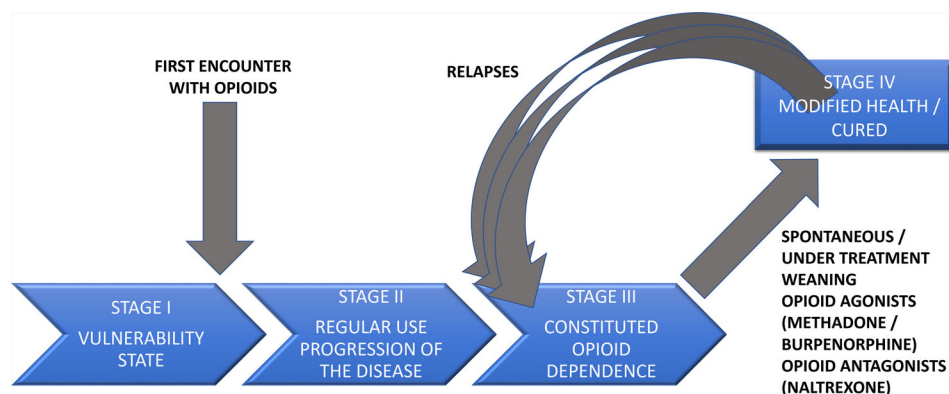 FIRST ENCOUNTER
WITH OPIOIDS
RELAPSES
STAGE IV
MODIFIED HEALTH /
CURED
STAGE I
VULNERABILITY
STATE
STAGE II
REGULAR USE
PROGRESSION OF
THE DISEASE
STAGE III
CONSTITUTED
OPIOID
DEPENDENCE
SPONTANEOUS /
UNDER TREATMENT
WEANING
OPIOID AGONISTS
(METHADONE /
BURPENORPHINE)
OPIOID ANTAGONISTS
(NALTREXONE)